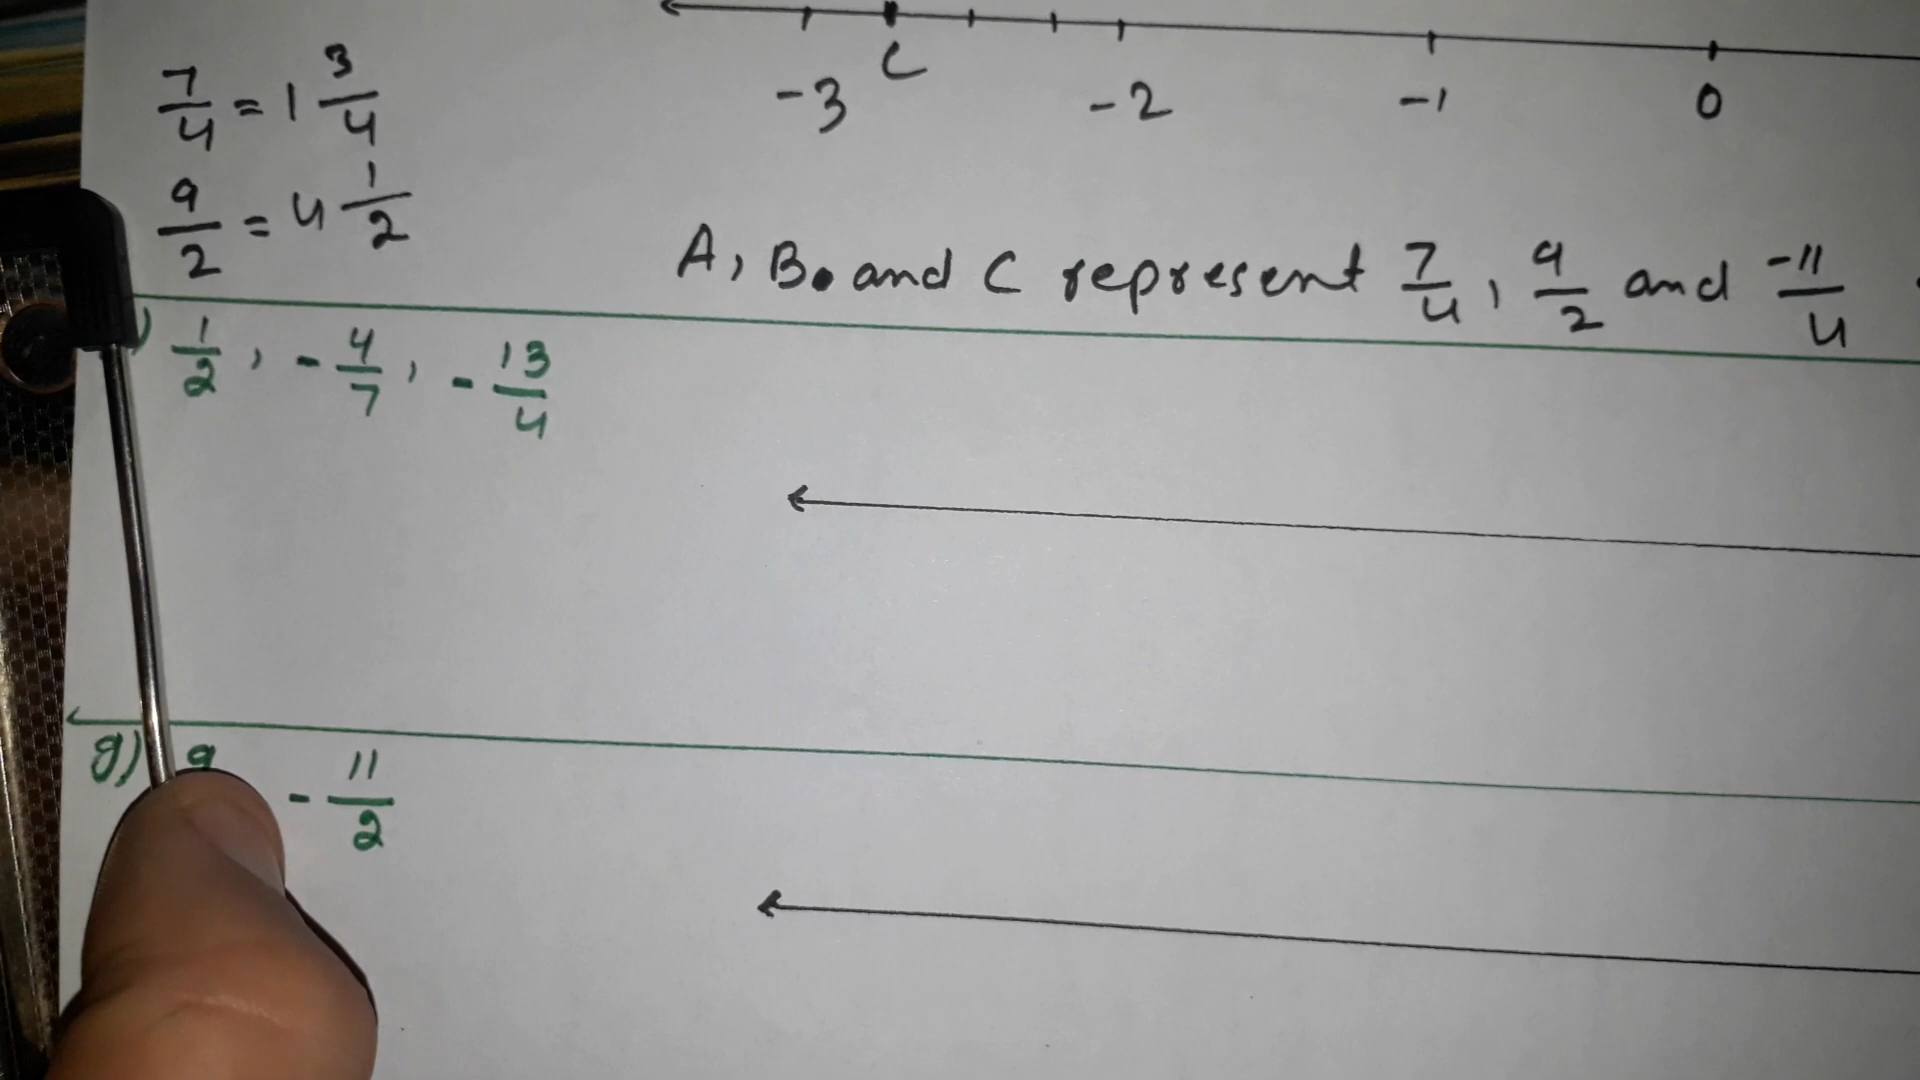 -3 C -2 -1 0
7/4 = 1 3/4
9/2 = 4 1/2
A, B. and C represent 7/4, 9/2 and -11/4
) 1/2, -4/7, -13/4
g) 9 - 11/2